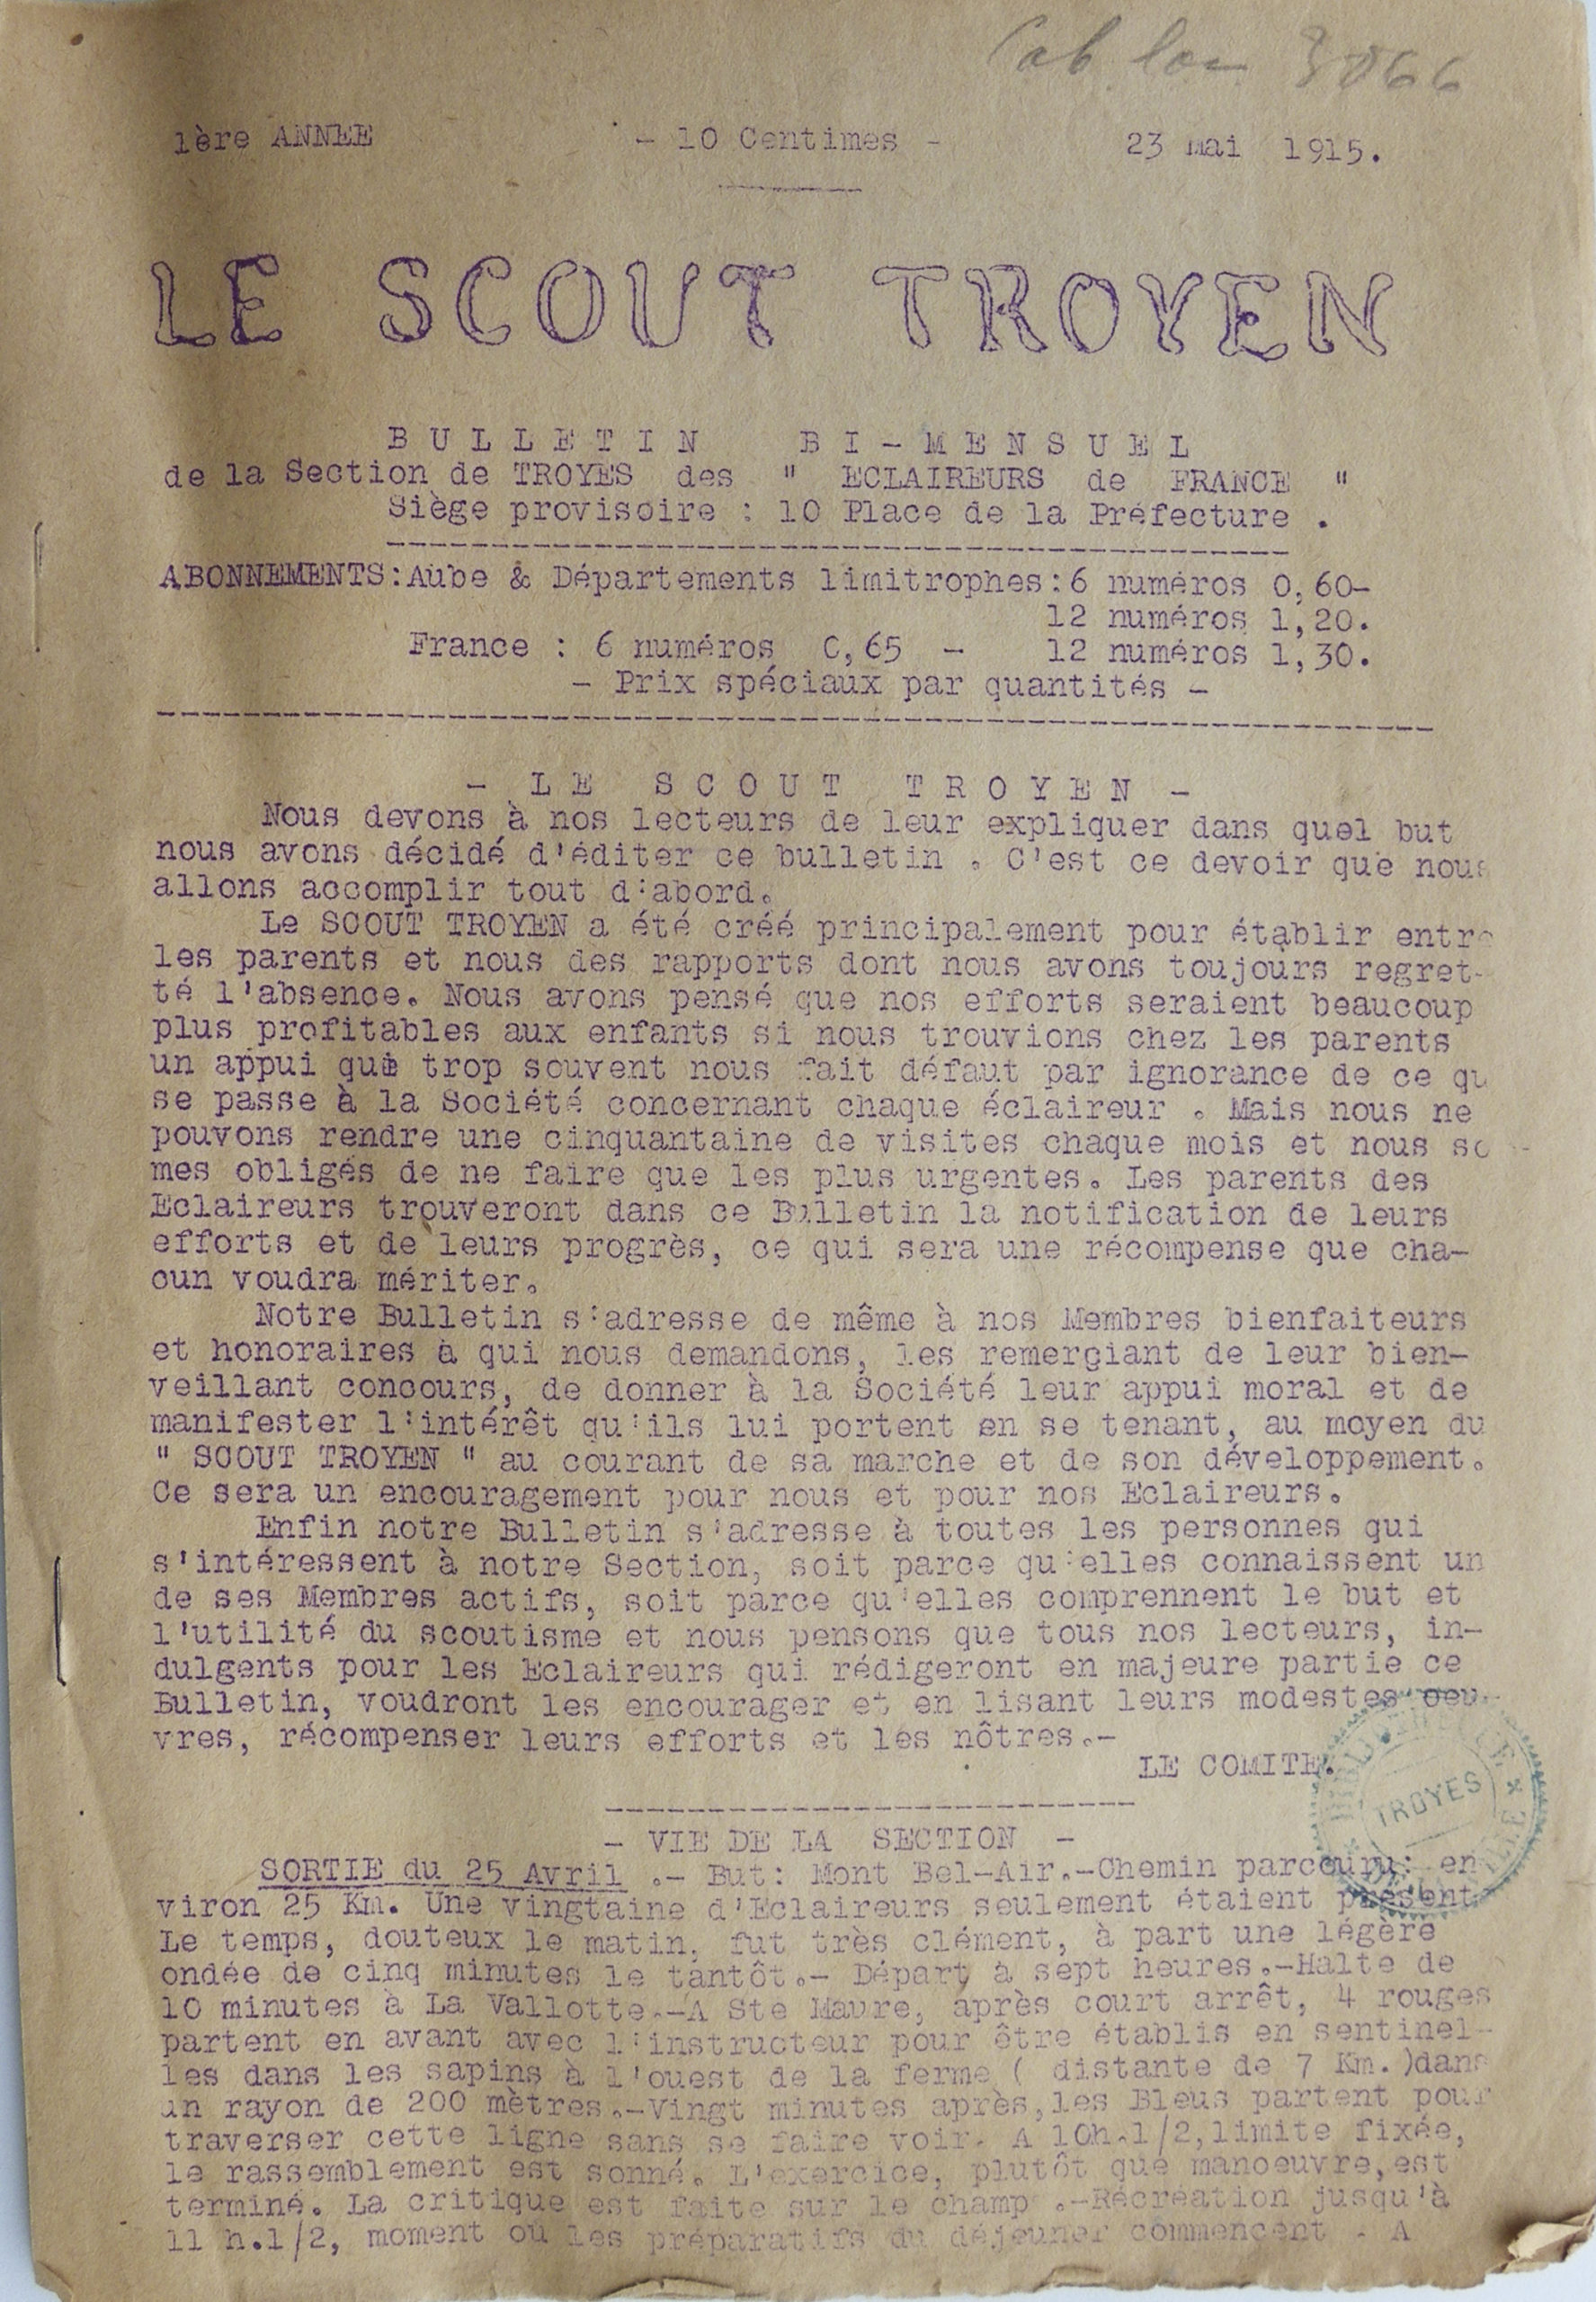 Cab. loc 3066
1ère ANNEE - 10 Centimes - 23 Mai 1915.
LE SCOUT TROYEN
BULLETIN BI-MENSUEL
de la Section de TROYES des " ECLAIREURS de FRANCE "
Siège provisoire : 10 Place de la Préfecture .
ABONNEMENTS:Aube & Départements limitrophes:6 numéros 0,60-
12 numéros 1,20.
France : 6 numéros 0,65 - 12 numéros 1,30.
- Prix spéciaux par quantités -
- LE SCOUT TROYEN -
Nous devons à nos lecteurs de leur expliquer dans quel but
nous avons décidé d'éditer ce bulletin . C'est ce devoir que nous
allons accomplir tout d'abord.
Le SCOUT TROYEN a été créé principalement pour établir entre
les parents et nous des rapports dont nous avons toujours regret-
té l'absence. Nous avons pensé que nos efforts seraient beaucoup
plus profitables aux enfants si nous trouvions chez les parents
un appui qui trop souvent nous fait défaut par ignorance de ce qu
se passe à la Société concernant chaque éclaireur . Mais nous ne
pouvons rendre une cinquantaine de visites chaque mois et nous so -
mes obligés de ne faire que les plus urgentes. Les parents des
Eclaireurs trouveront dans ce Bulletin la notification de leurs
efforts et de leurs progrès, ce qui sera une récompense que cha-
cun voudra mériter.
Notre Bulletin s'adresse de même à nos Membres bienfaiteurs
et honoraires à qui nous demandons, les remerciant de leur bien-
veillant concours, de donner à la Société leur appui moral et de
manifester l'intérêt qu'ils lui portent en se tenant, au moyen du
" SCOUT TROYEN " au courant de sa marche et de son développement.
Ce sera un encouragement pour nous et pour nos Eclaireurs.
Enfin notre Bulletin s'adresse à toutes les personnes qui
s'intéressent à notre Section, soit parce qu'elles connaissent un
de ses Membres actifs, soit parce qu'elles comprennent le but et
l'utilité du scoutisme et nous pensons que tous nos lecteurs, in-
dulgents pour les Eclaireurs qui rédigeront en majeure partie ce
Bulletin, voudront les encourager et en lisant leurs modestes oeu-
vres, récompenser leurs efforts et les nôtres.-
LE COMITE.
TROYES
- VIE DE LA SECTION -
SORTIE du 25 Avril .- But: Mont Bel-Air.-Chemin parcouru: en
viron 25 Km. Une vingtaine d'Eclaireurs seulement étaient présent
Le temps, douteux le matin, fut très clément, à part une légère
ondée de cinq minutes le tantôt.- Départ à sept heures.-Halte de
10 minutes à La Vallotte.-A Ste Maure, après court arrêt, 4 rouges
partent en avant avec l'instructeur pour être établis en sentinel-
les dans les sapins à l'ouest de la ferme ( distante de 7 Km.)dans
un rayon de 200 mètres.-Vingt minutes après,les Bleus partent pour
traverser cette ligne sans se faire voir. A 10h.1/2,limite fixée,
le rassemblement est sonné. L'exercice, plutôt que manoeuvre,est
terminé. La critique est faite sur le champ .-Récréation jusqu'à
11 h.1/2, moment où les préparatifs du déjeuner commencent . A